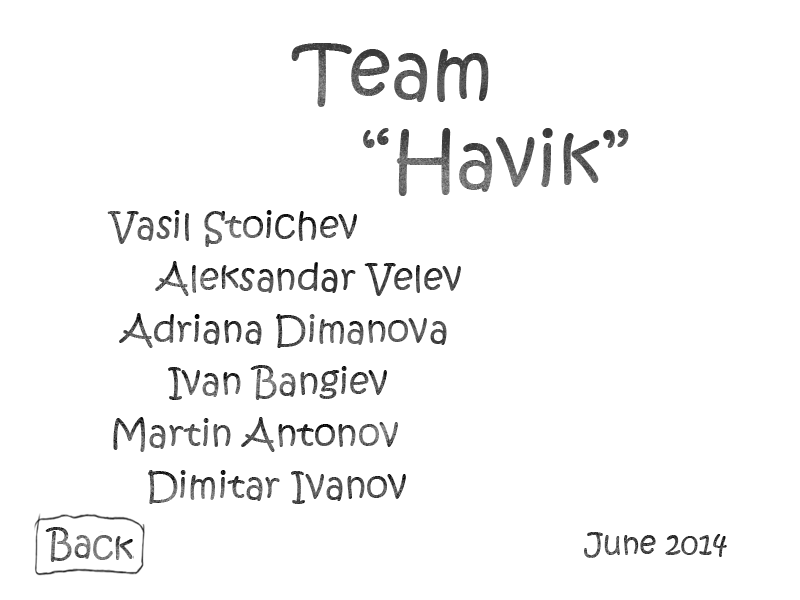 Team
“Havik”
Vasil Stoichev
Aleksandar Velev
Adriana Dimanova
Ivan Bangiev
Martin Antonov
Dimitar Ivanov
Back
June 2014